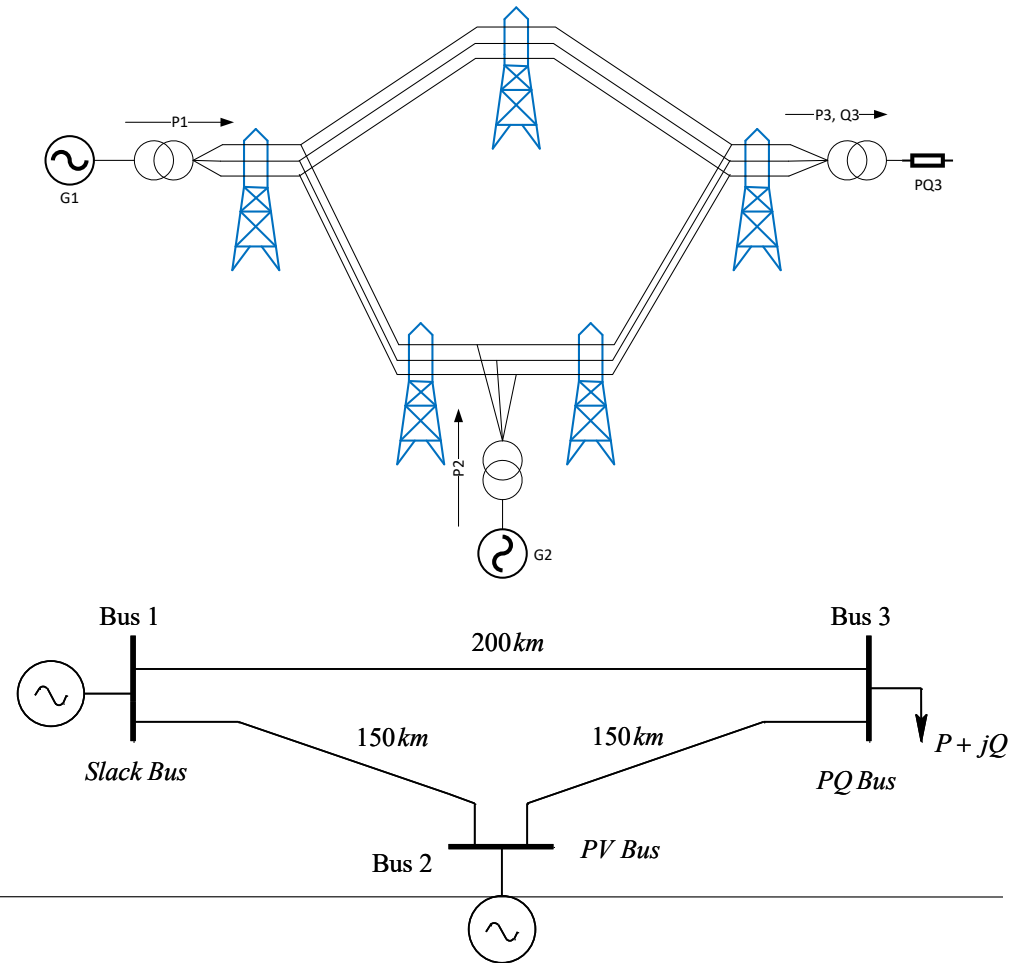 P1
P3, Q3
G1
PQ3
P2
G2
Bus 1
Bus 3
200km
150km
150km
P + jQ
Slack Bus
PQ Bus
PV Bus
Bus 2